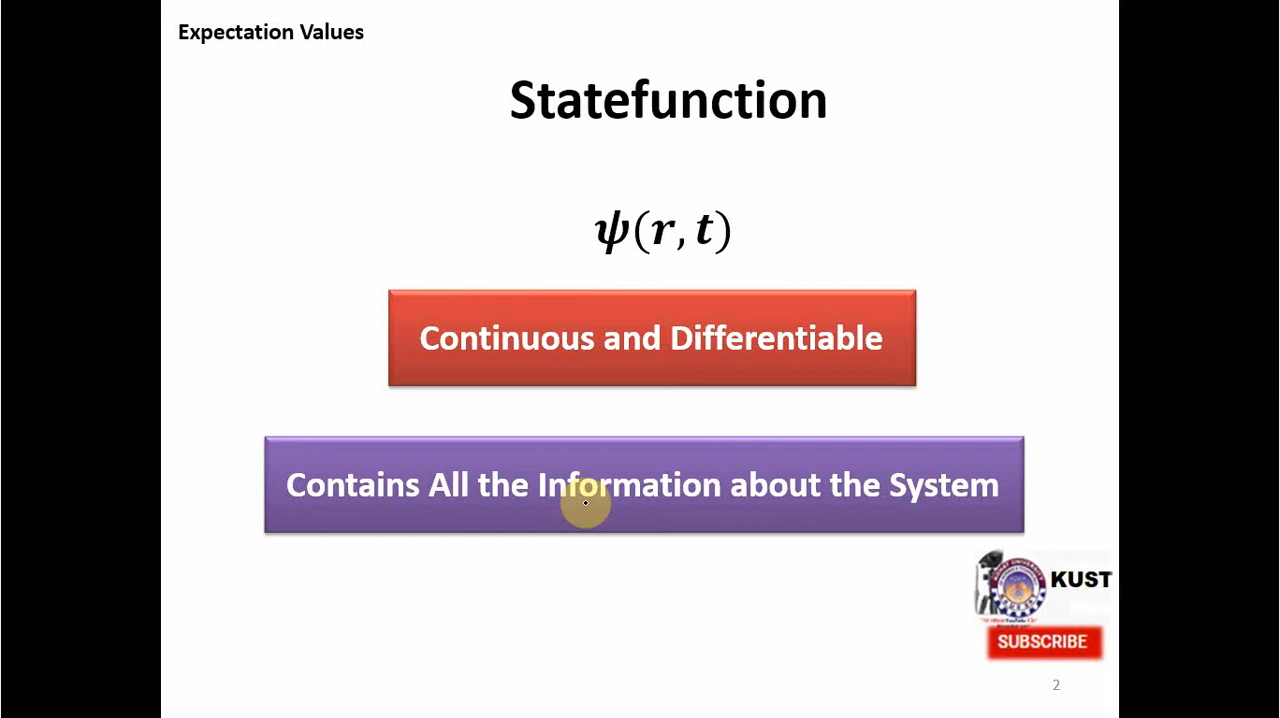 Expectation Values
Statefunction
ψ(r, t)
Continuous and Differentiable
Contains All the Information about the System
KUST
SUBSCRIBE
2